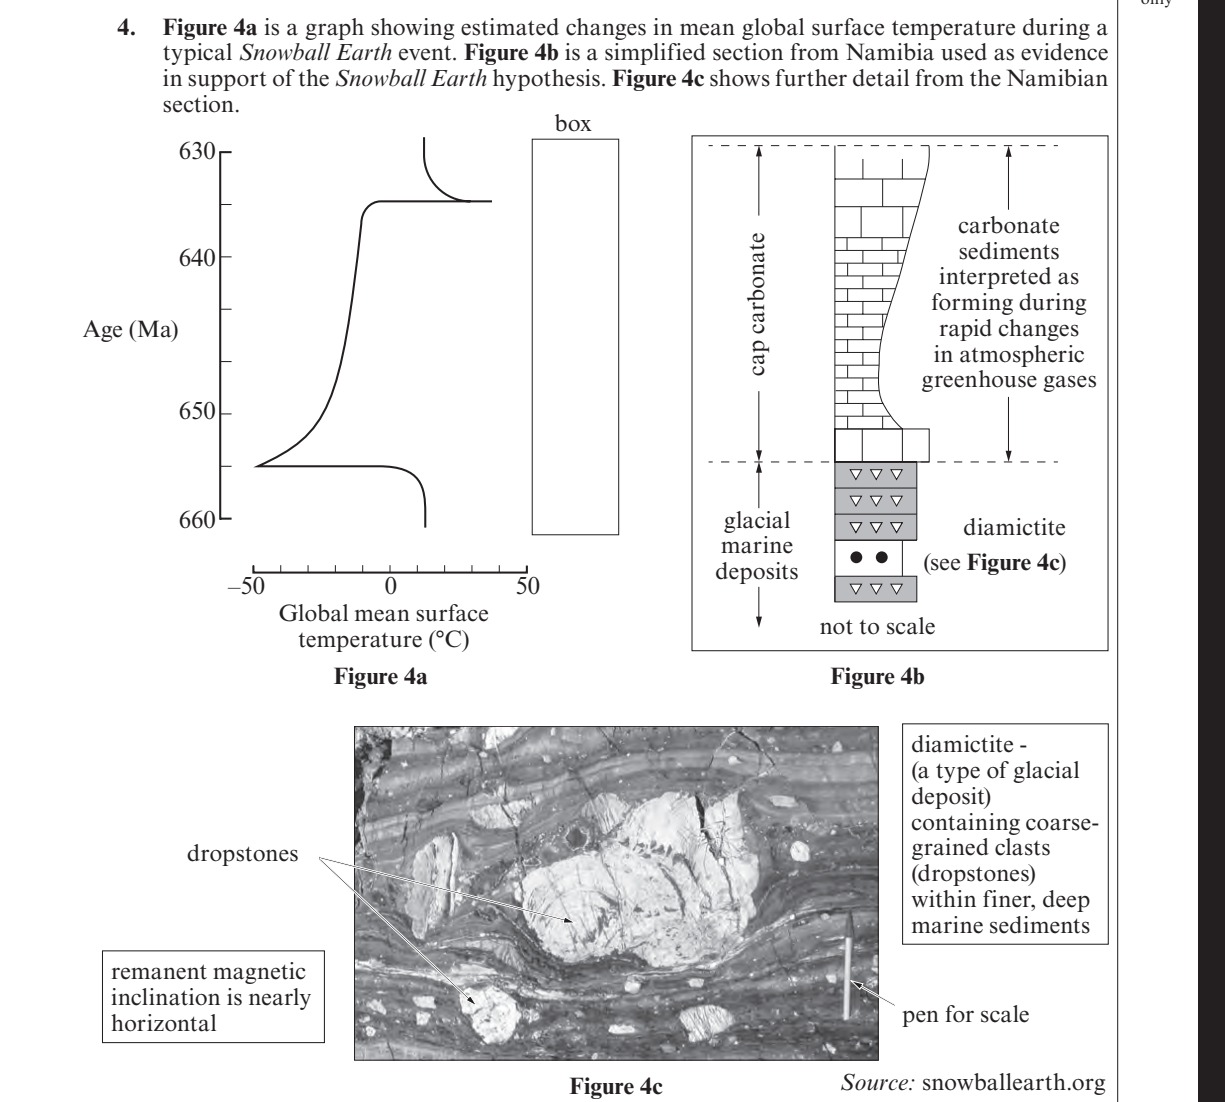 4. Figure 4a is a graph showing estimated changes in mean global surface temperature during a
typical Snowball Earth event. Figure 4b is a simplified section from Namibia used as evidence
in support of the Snowball Earth hypothesis. Figure 4c shows further detail from the Namibian
section.
box
630
640
Age (Ma)
650
660
–50
0
50
Global mean surface
temperature (°C)
Figure 4a
cap carbonate
carbonate
sediments
interpreted as
forming during
rapid changes
in atmospheric
greenhouse gases
glacial
marine
deposits
diamictite
(see Figure 4c)
not to scale
Figure 4b
diamictite -
(a type of glacial
deposit)
containing coarse-
grained clasts
(dropstones)
within finer, deep
marine sediments
dropstones
remanent magnetic
inclination is nearly
horizontal
pen for scale
Figure 4c
Source: snowballearth.org